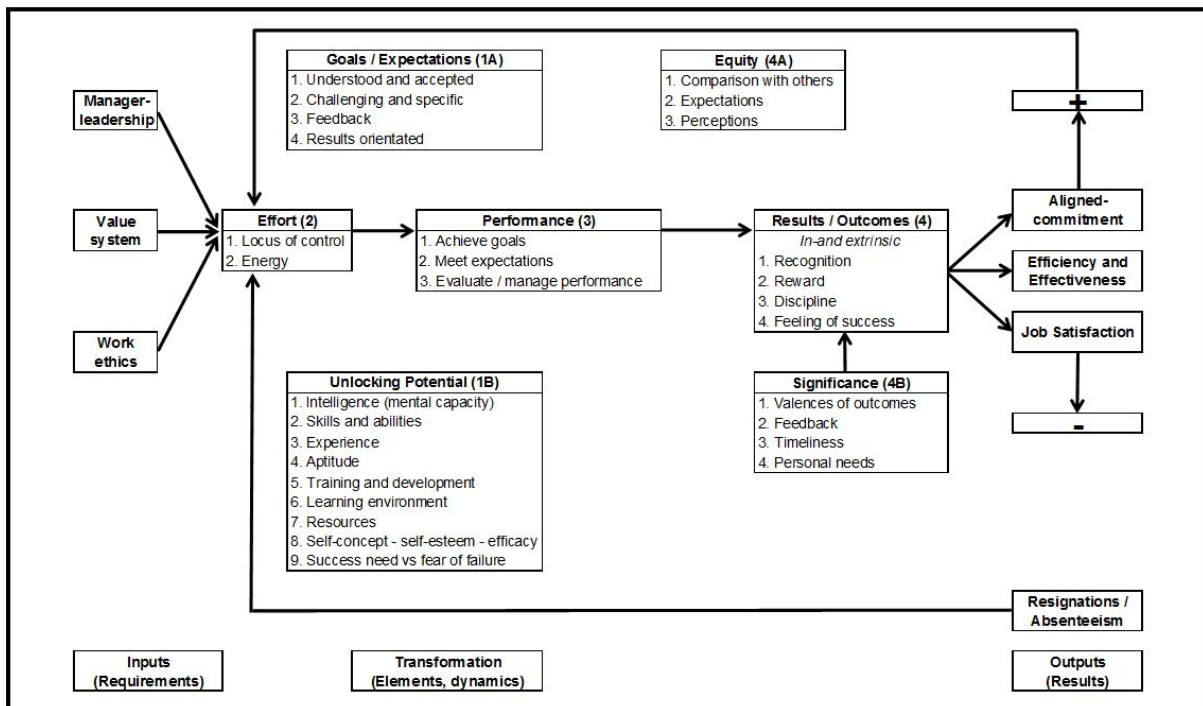 Goals / Expectations (1A)
1. Understood and accepted
2. Challenging and specific
3. Feedback
4. Results orientated
Equity (4A)
1. Comparison with others
2. Expectations
3. Perceptions
Manager-
leadership
+
Value
system
Effort (2)
1. Locus of control
2. Energy
Performance (3)
1. Achieve goals
2. Meet expectations
3. Evaluate / manage performance
Results / Outcomes (4)
In-and extrinsic
1. Recognition
2. Reward
3. Discipline
4. Feeling of success
Aligned-
commitment
Efficiency and
Effectiveness
Job Satisfaction
Work
ethics
Unlocking Potential (1B)
1. Intelligence (mental capacity)
2. Skills and abilities
3. Experience
4. Aptitude
5. Training and development
6. Learning environment
7. Resources
8. Self-concept - self-esteem - efficacy
9. Success need vs fear of failure
Significance (4B)
1. Valences of outcomes
2. Feedback
3. Timeliness
4. Personal needs
-
Resignations /
Absenteeism
Inputs
(Requirements)
Transformation
(Elements, dynamics)
Outputs
(Results)